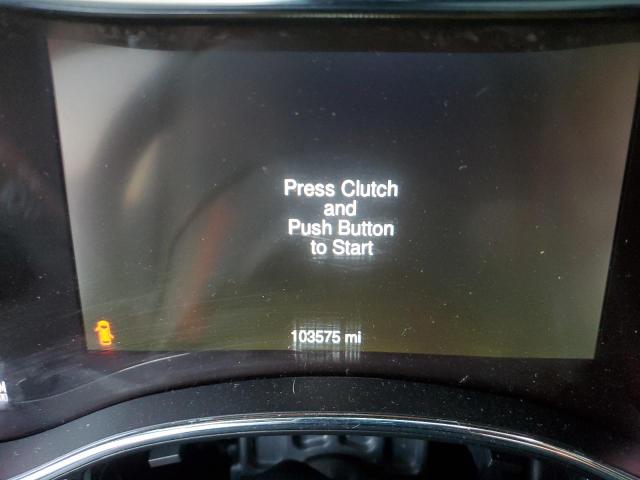 Press Clutch
and
Push Button
to Start
103575 mi